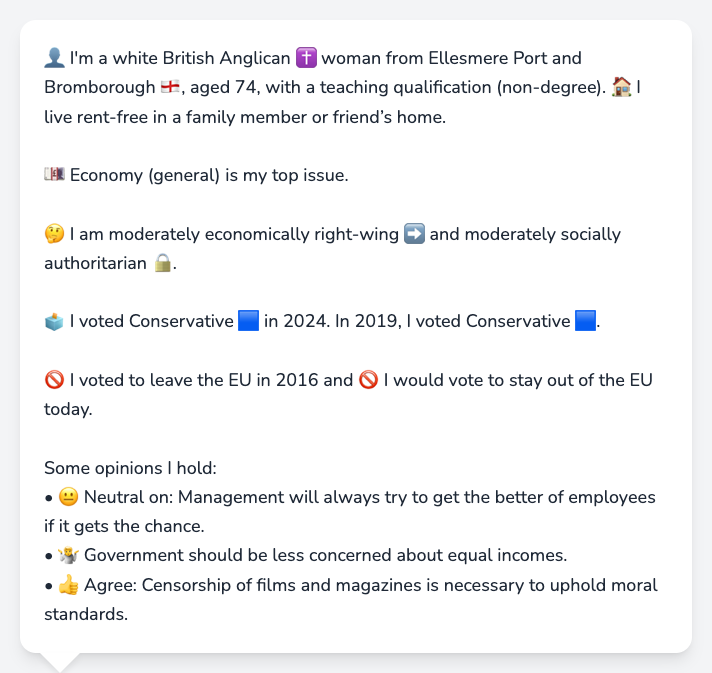 👤 I'm a white British Anglican ✝️ woman from Ellesmere Port and
Bromborough 🏴󠁧󠁢󠁥󠁮󠁧󠁿, aged 74, with a teaching qualification (non-degree). 🏠 I
live rent-free in a family member or friend’s home.
💷 Economy (general) is my top issue.
🤔 I am moderately economically right-wing ➡️ and moderately socially
authoritarian 🔒.
🗳️ I voted Conservative 🟦 in 2024. In 2019, I voted Conservative 🟦.
🚫 I voted to leave the EU in 2016 and 🚫 I would vote to stay out of the EU
today.
Some opinions I hold:
• 😐 Neutral on: Management will always try to get the better of employees
if it gets the chance.
• 🤷 Government should be less concerned about equal incomes.
• 👍 Agree: Censorship of films and magazines is necessary to uphold moral
standards.